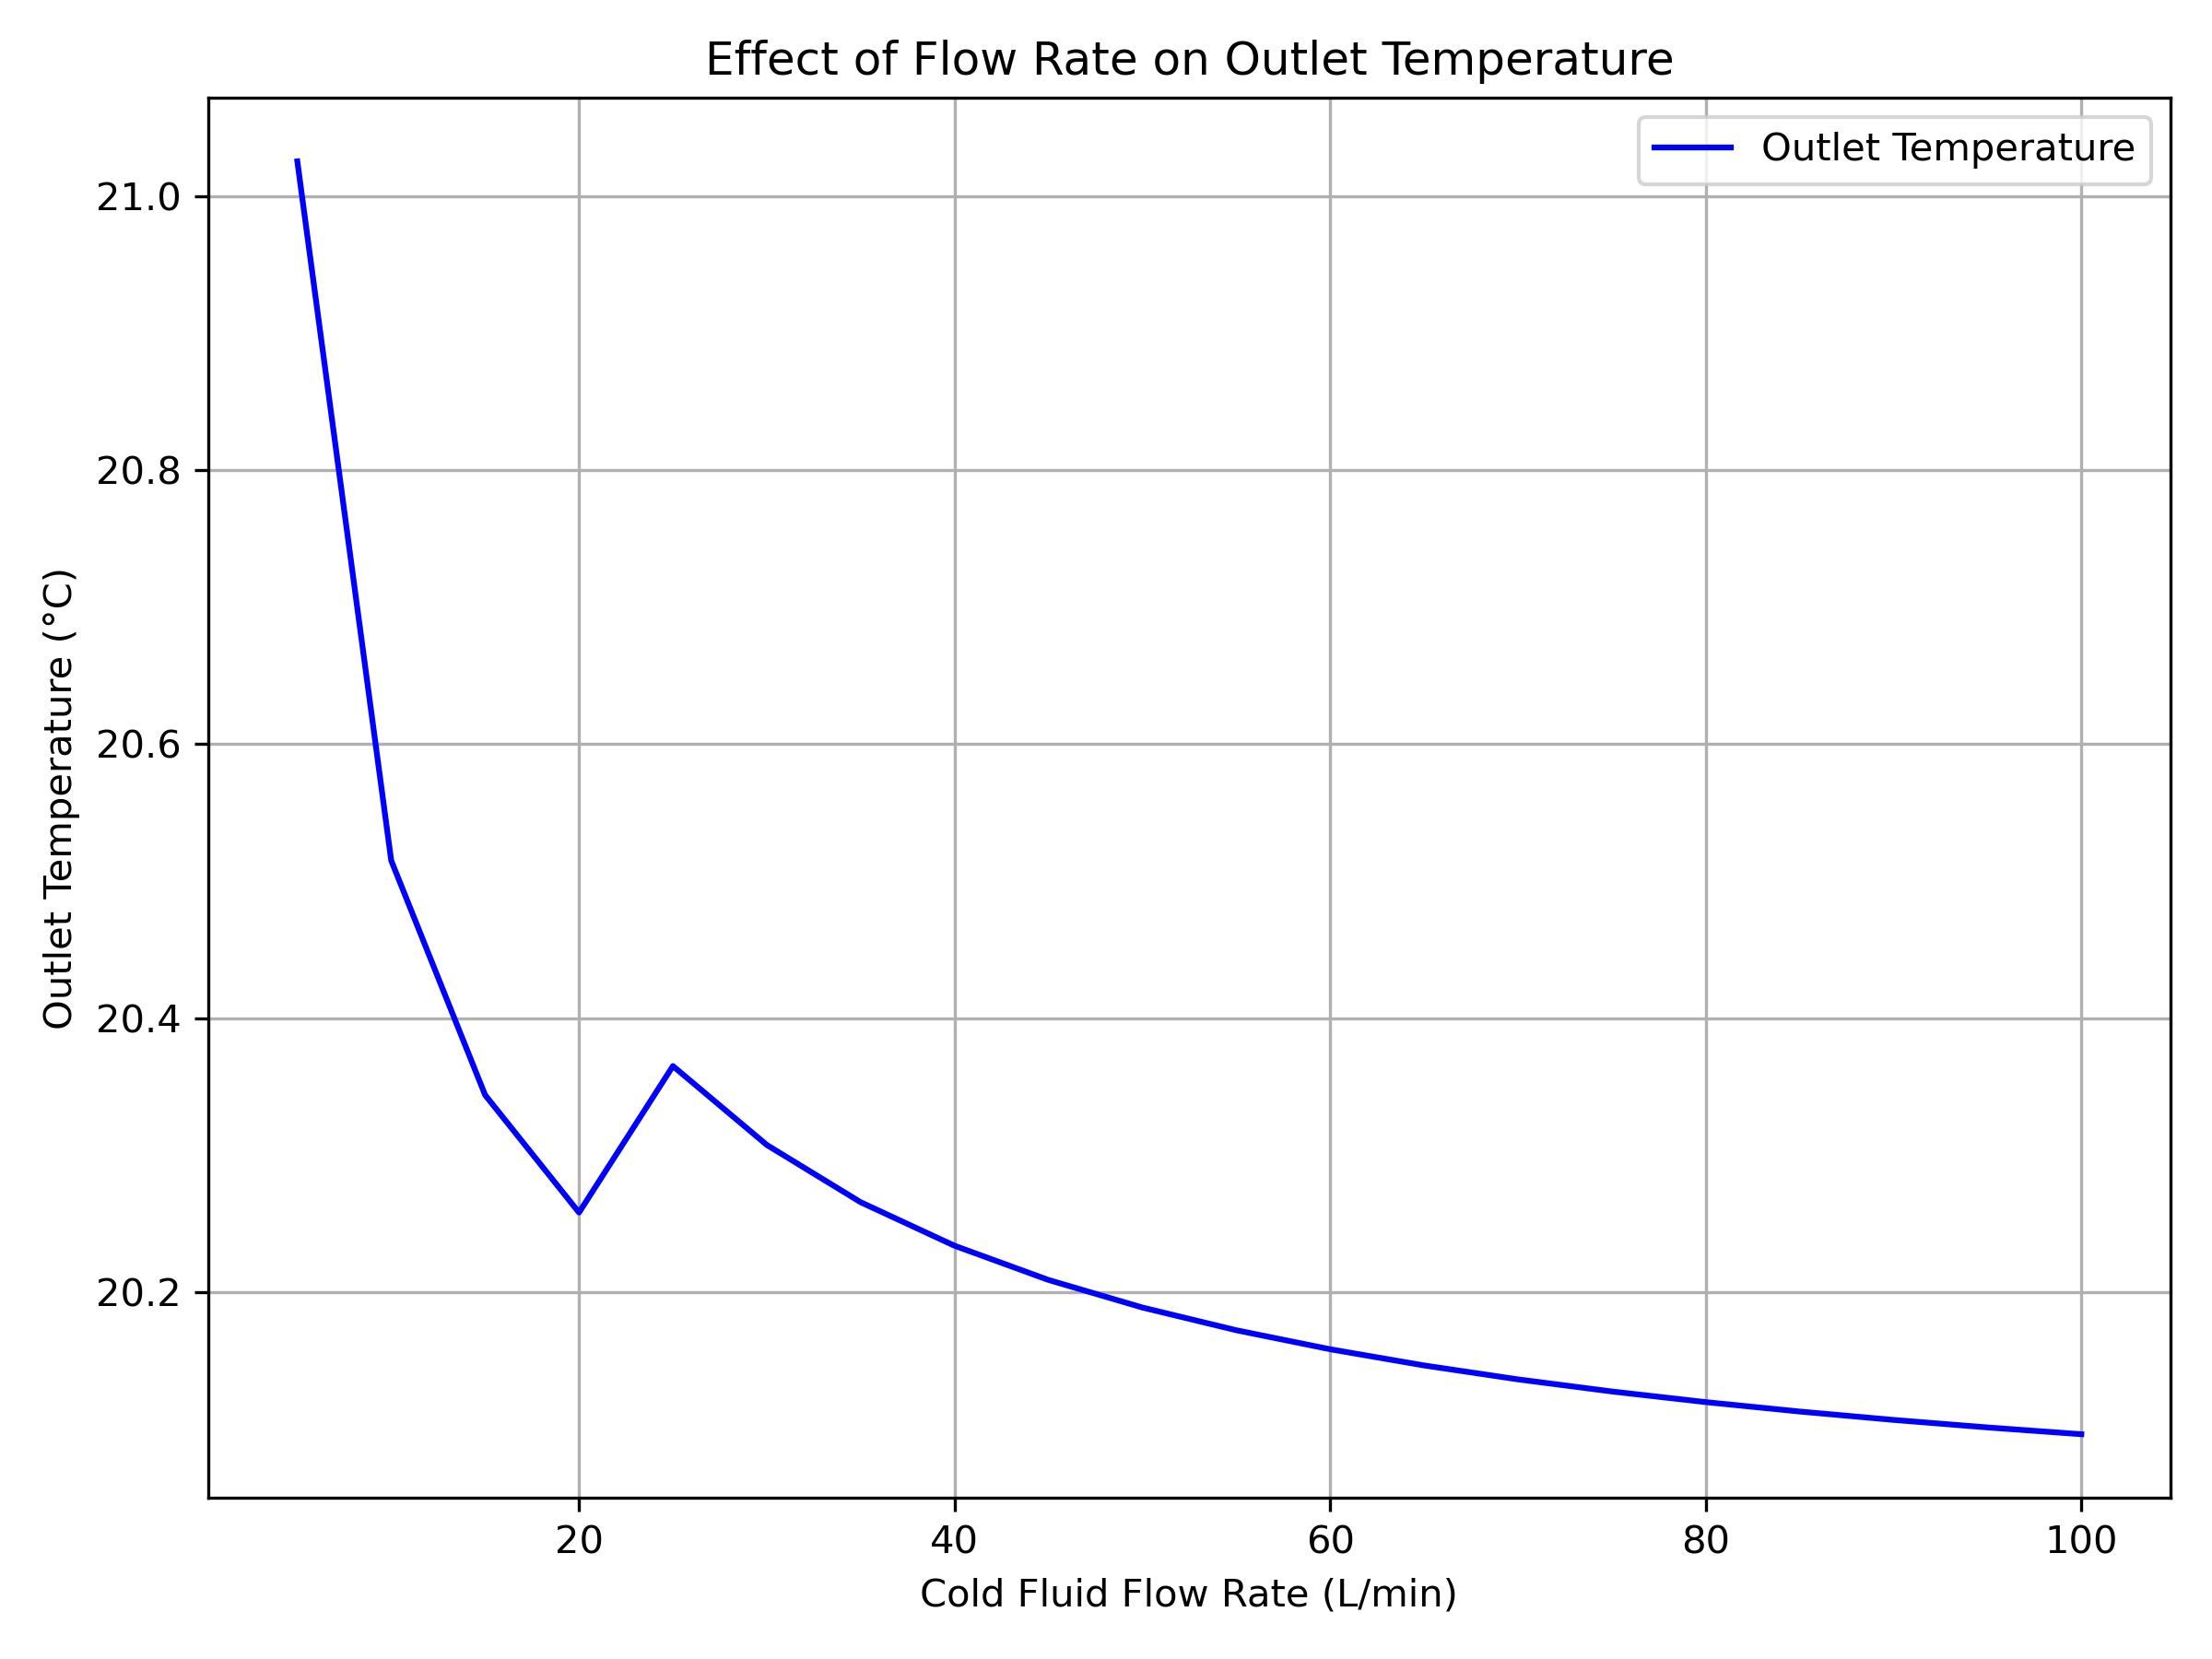 Effect of Flow Rate on Outlet Temperature
Outlet Temperature
21.0
20.8
20.6
20.4
20.2
Outlet Temperature (°C)
20 40 60 80 100
Cold Fluid Flow Rate (L/min)